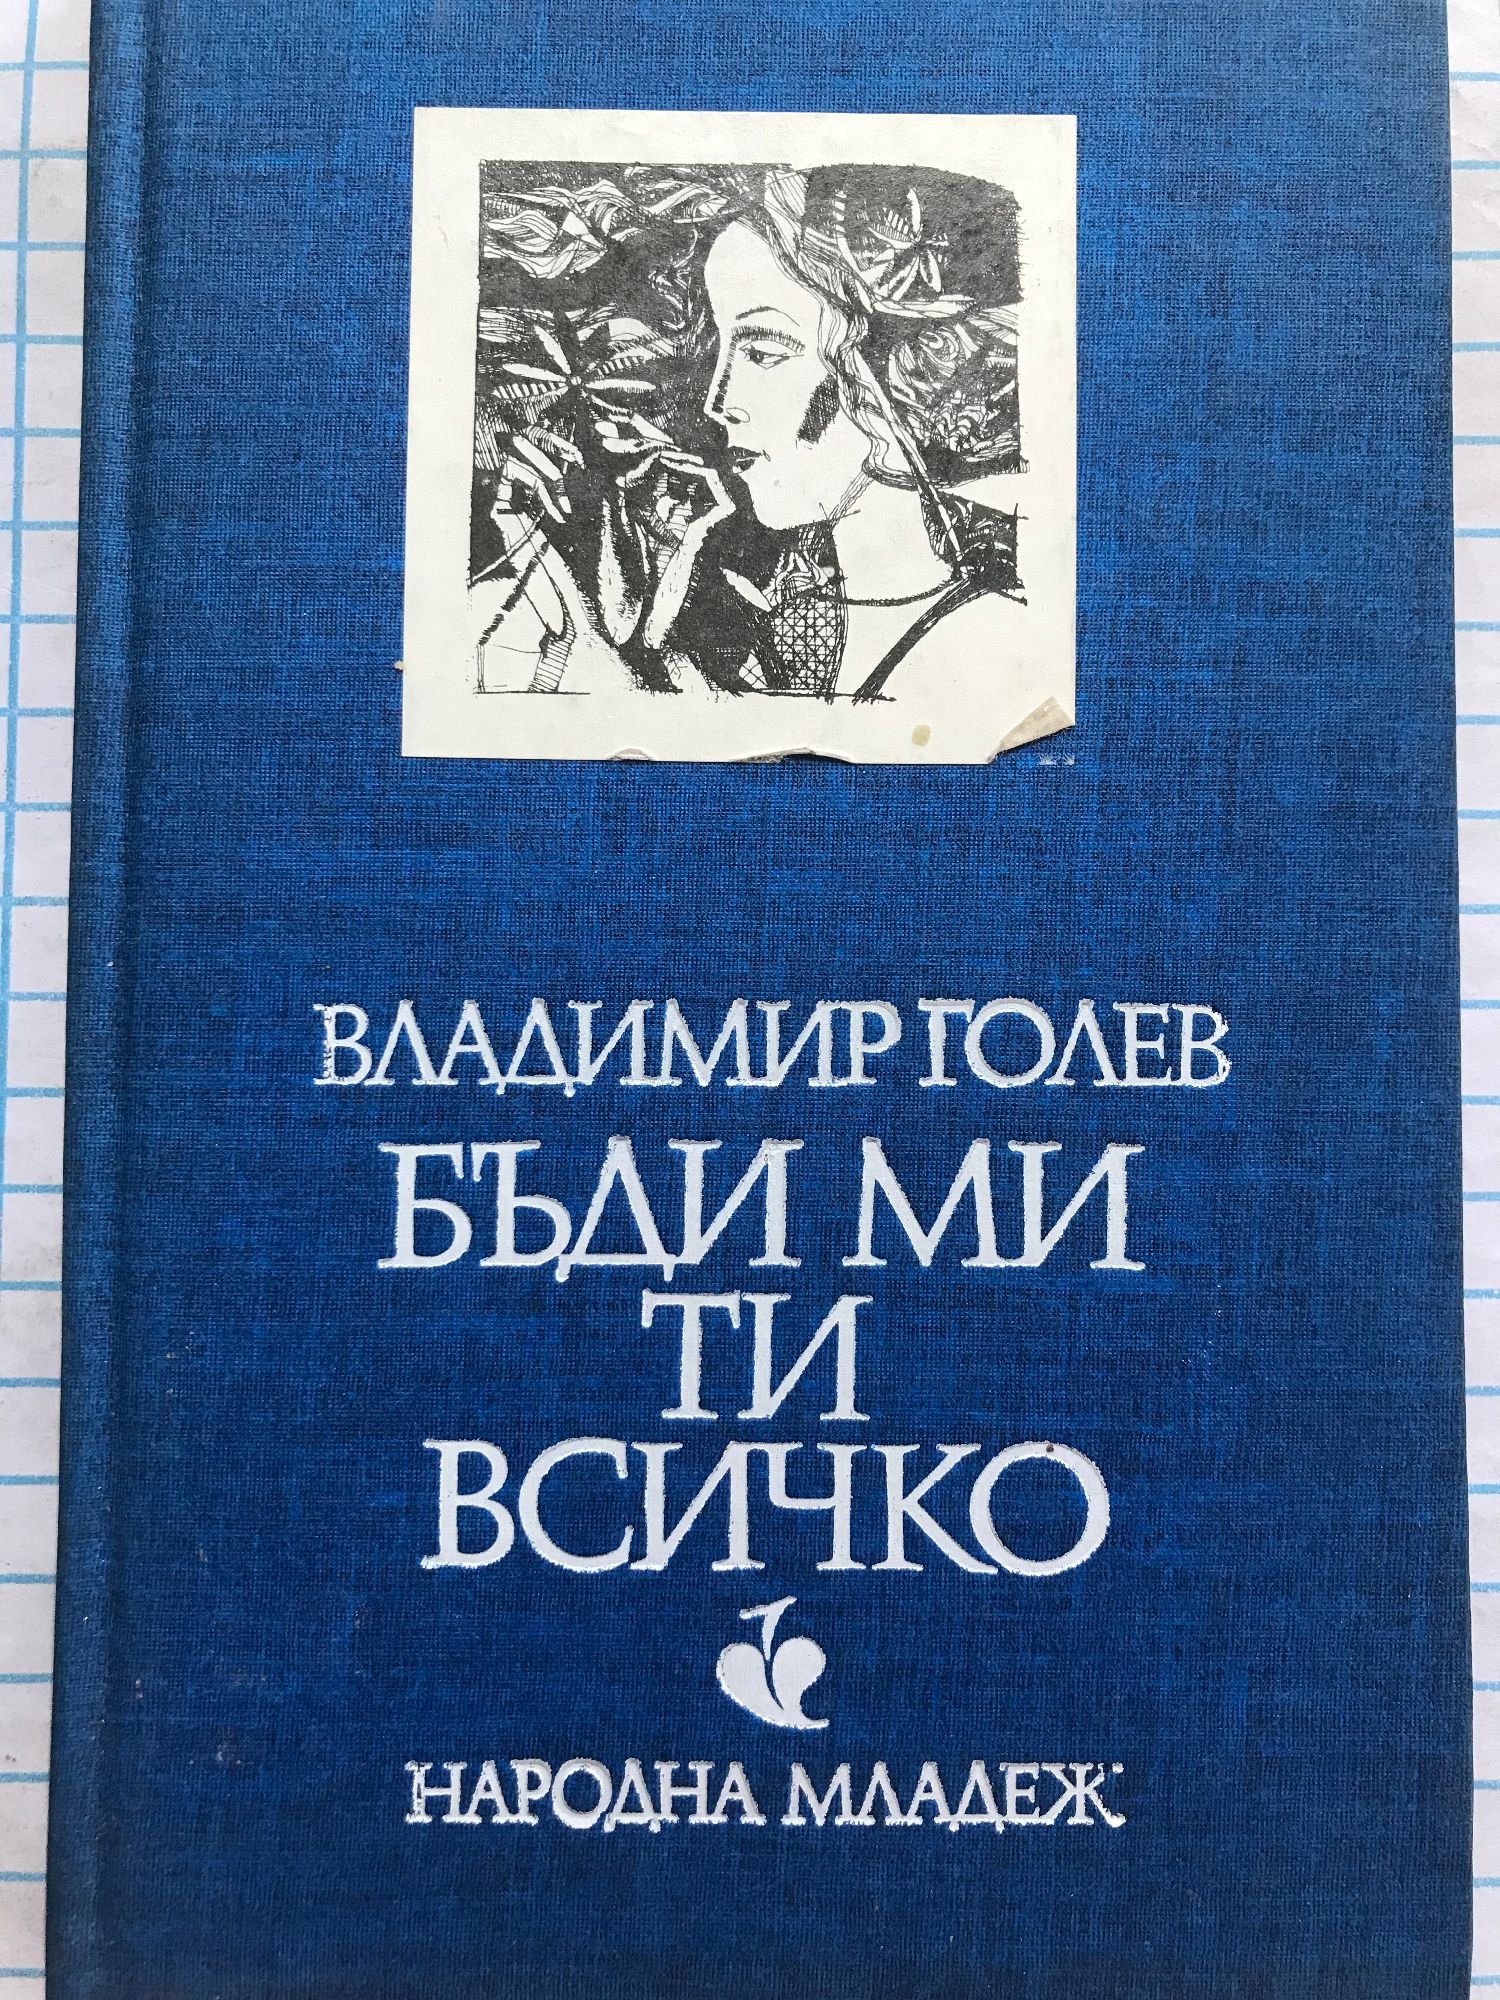 ВЛАДИМИР ГОЛЕВ
БЪДИ МИ
ТИ
ВСИЧКО
НАРОДНА МЛАДЕЖ